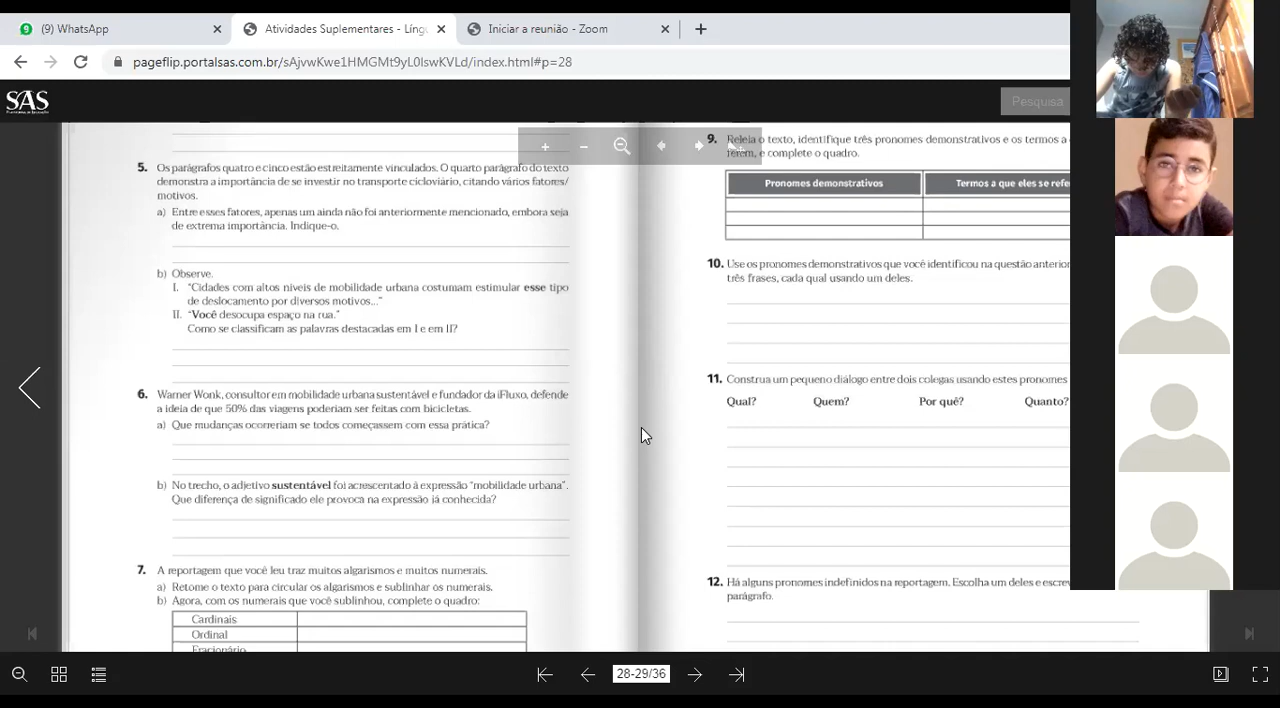 (9) WhatsApp
Atividades Suplementares - Líng
Iniciar a reunião - Zoom
pageflip.portalsas.com.br/sAjvwKwe1HMGMt9yL0lswKVLd/index.html#p=28
SAS
Pesquisa
5. Os parágrafos quatro e cinco estão estreitamente vinculados. O quarto parágrafo do texto
demonstra a importância de se investir no transporte cicloviário, citando vários fatores/
motivos.
a) Entre esses fatores, apenas um ainda não foi anteriormente mencionado, embora seja
de extrema importância. Indique-o.
b) Observe.
I. “Cidades com altos níveis de mobilidade urbana costumam estimular esse tipo
de deslocamento por diversos motivos...”
II. “Você desocupa espaço na rua.”
Como se classificam as palavras destacadas em I e em II?
6. Warner Wonk, consultor em mobilidade urbana sustentável e fundador da iFluxo, defende
a ideia de que 50% das viagens poderiam ser feitas com bicicletas.
a) Que mudanças ocorreriam se todos começassem com essa prática?
b) No trecho, o adjetivo sustentável foi acrescentado à expressão “mobilidade urbana”.
Que diferença de significado ele provoca na expressão já conhecida?
7. A reportagem que você leu traz muitos algarismos e muitos numerais.
a) Retome o texto para circular os algarismos e sublinhar os numerais.
b) Agora, com os numerais que você sublinhou, complete o quadro:
Cardinais
Ordinal
Fracionário
9. Releia o texto, identifique três pronomes demonstrativos e os termos a
ferem, e complete o quadro.
Pronomes demonstrativos
Termos a que eles se refe
10. Use os pronomes demonstrativos que você identificou na questão anterior
três frases, cada qual usando um deles.
11. Construa um pequeno diálogo entre dois colegas usando estes pronomes
Qual? Quem? Por quê? Quanto?
12. Há alguns pronomes indefinidos na reportagem. Escolha um deles e escrev
parágrafo.
28-29/36